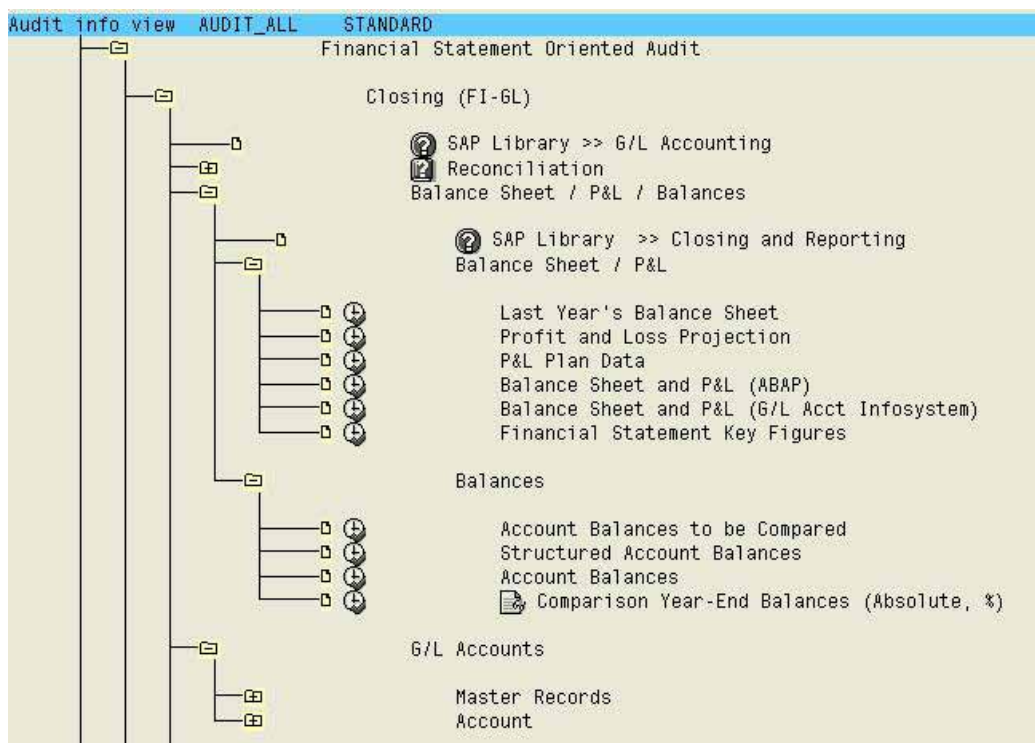 Audit info view AUDIT_ALL STANDARD
Financial Statement Oriented Audit
Closing (FI-GL)
SAP Library >> G/L Accounting
Reconciliation
Balance Sheet / P&L / Balances
SAP Library >> Closing and Reporting
Balance Sheet / P&L
Last Year's Balance Sheet
Profit and Loss Projection
P&L Plan Data
Balance Sheet and P&L (ABAP)
Balance Sheet and P&L (G/L Acct Infosystem)
Financial Statement Key Figures
Balances
Account Balances to be Compared
Structured Account Balances
Account Balances
Comparison Year-End Balances (Absolute, %)
G/L Accounts
Master Records
Account